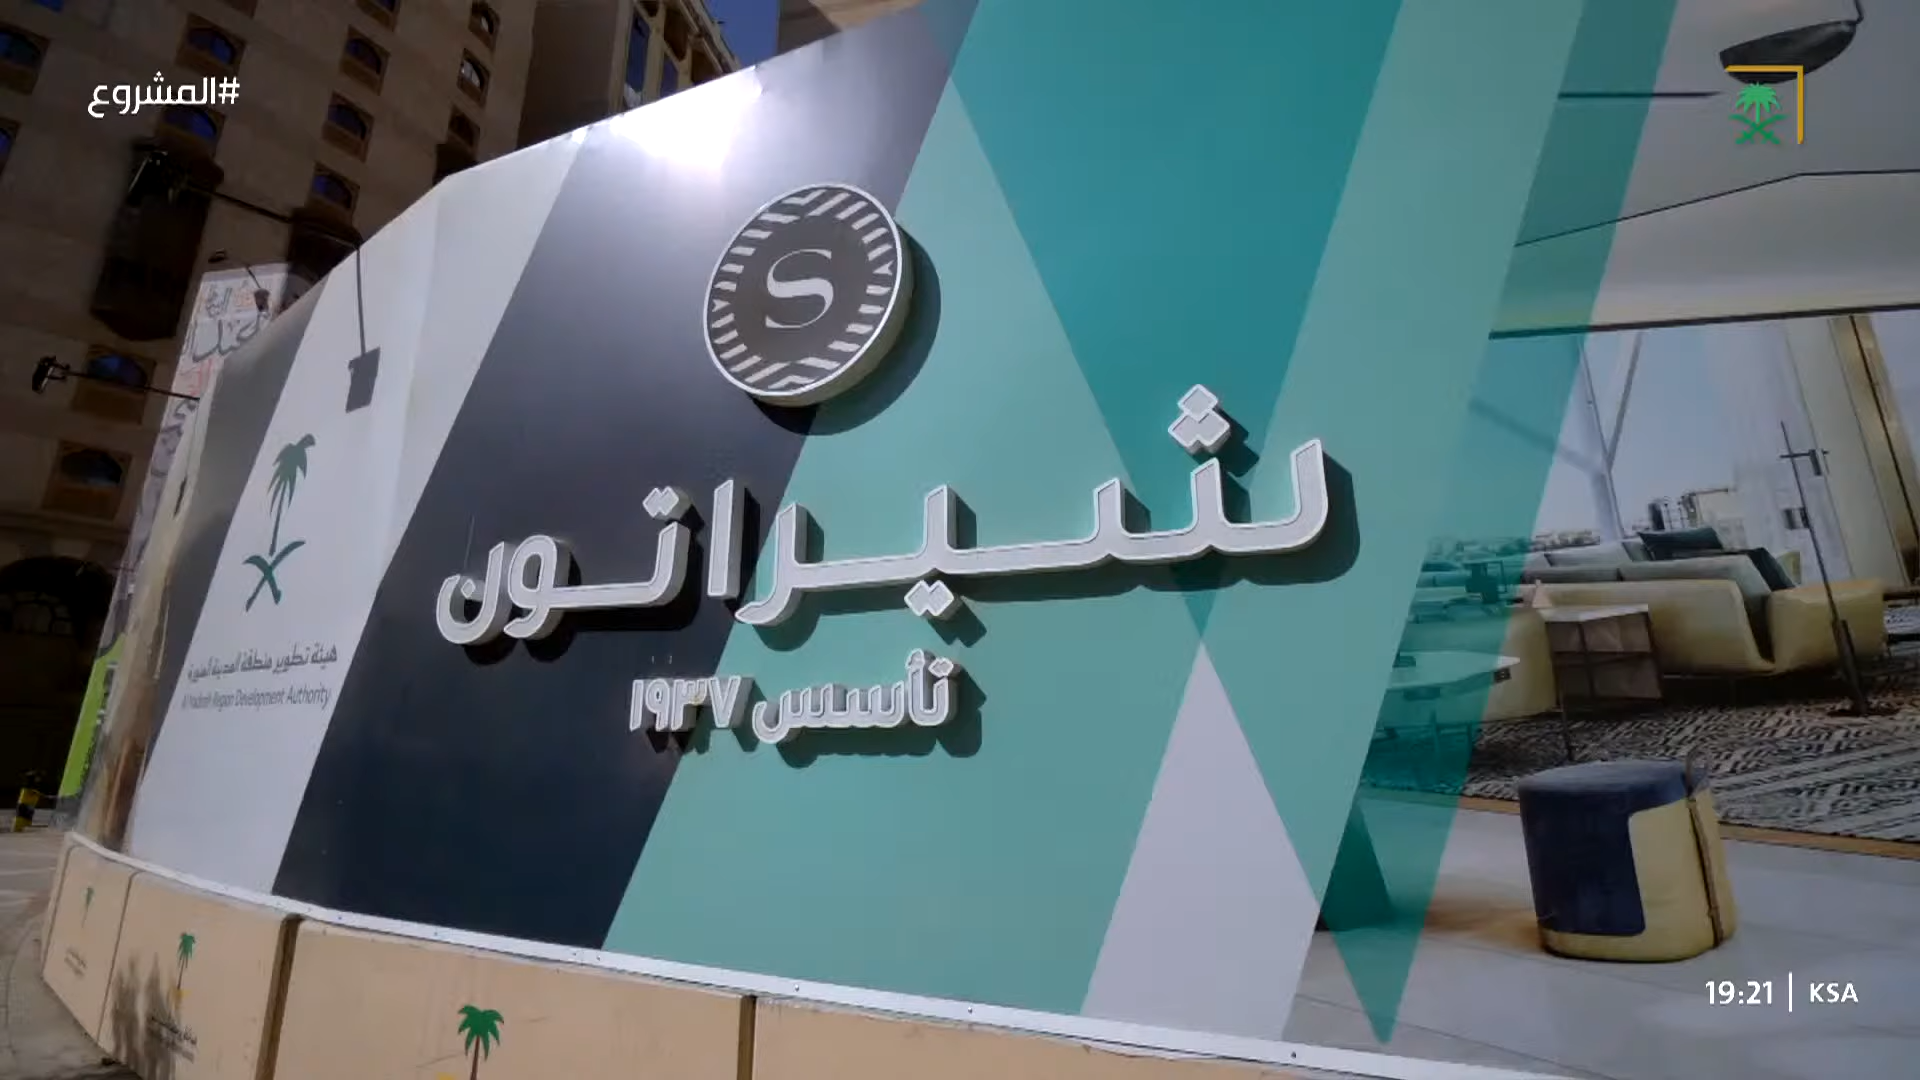 #المشروع
S
شيراتون
تأسس ١٩٣٧
هيئة تطوير منطقة المدينة المنورة
Al Madinah Region Development Authority
19:21 | KSA